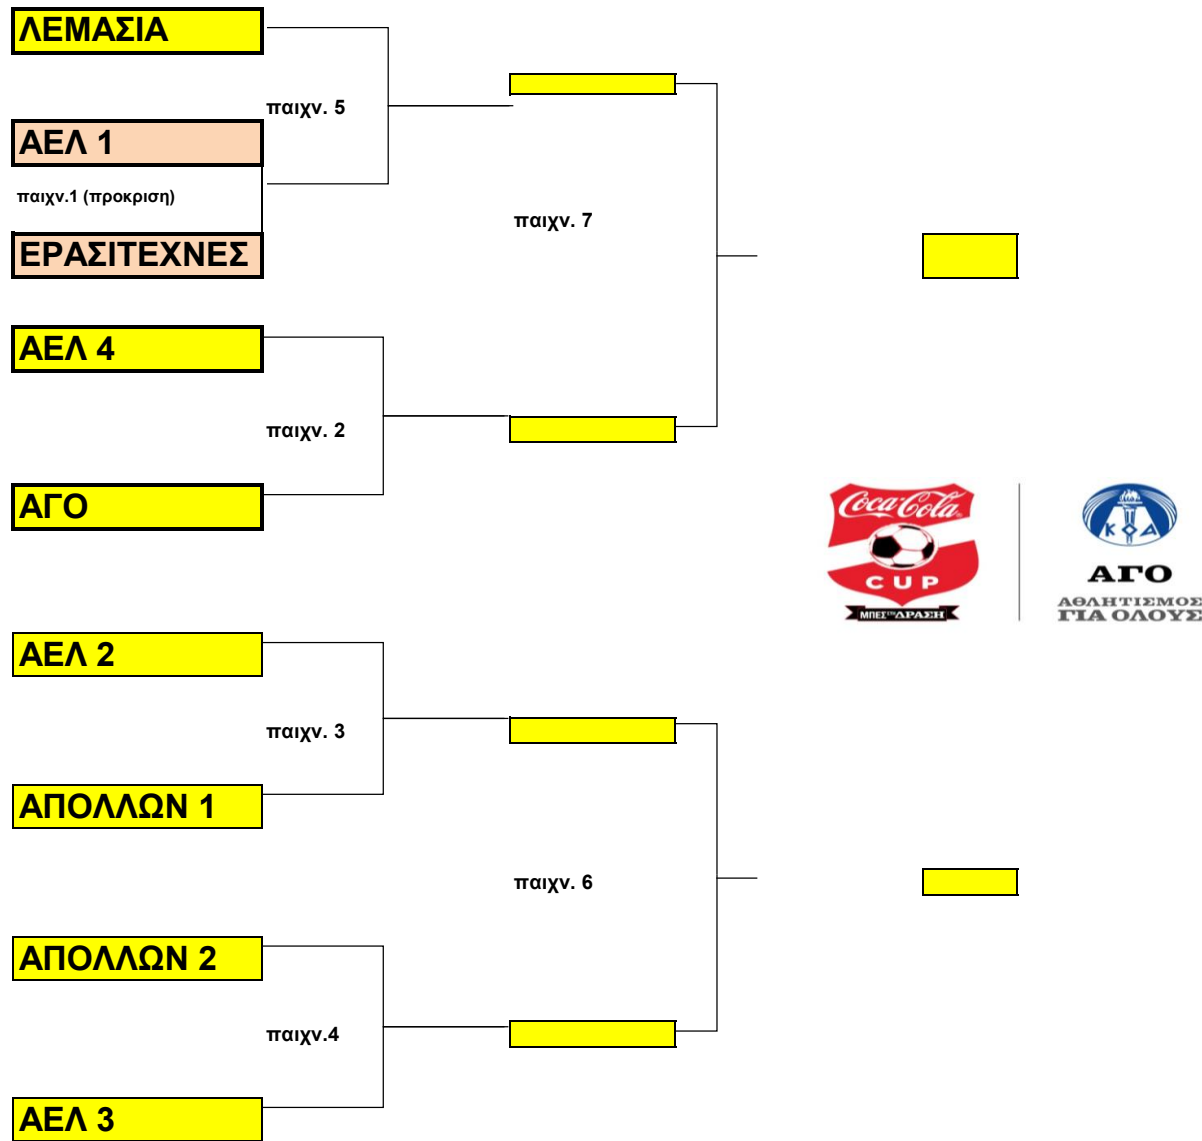 ΛΕΜΑΣΙΑ
παιχν. 5
ΑΕΛ 1
παιχν.1 (προκριση)
παιχν. 7
ΕΡΑΣΙΤΕΧΝΕΣ
ΑΕΛ 4
παιχν. 2
ΑΓΟ
Coca-Cola
CUP
ΜΠΕΣ ΣΤΗ ΔΡΑΣΗ
ΚΟΑ
ΑΓΟ
ΑΘΛΗΤΙΣΜΟΣ
ΓΙΑ ΟΛΟΥΣ
ΑΕΛ 2
παιχν. 3
ΑΠΟΛΛΩΝ 1
παιχν. 6
ΑΠΟΛΛΩΝ 2
παιχν.4
ΑΕΛ 3